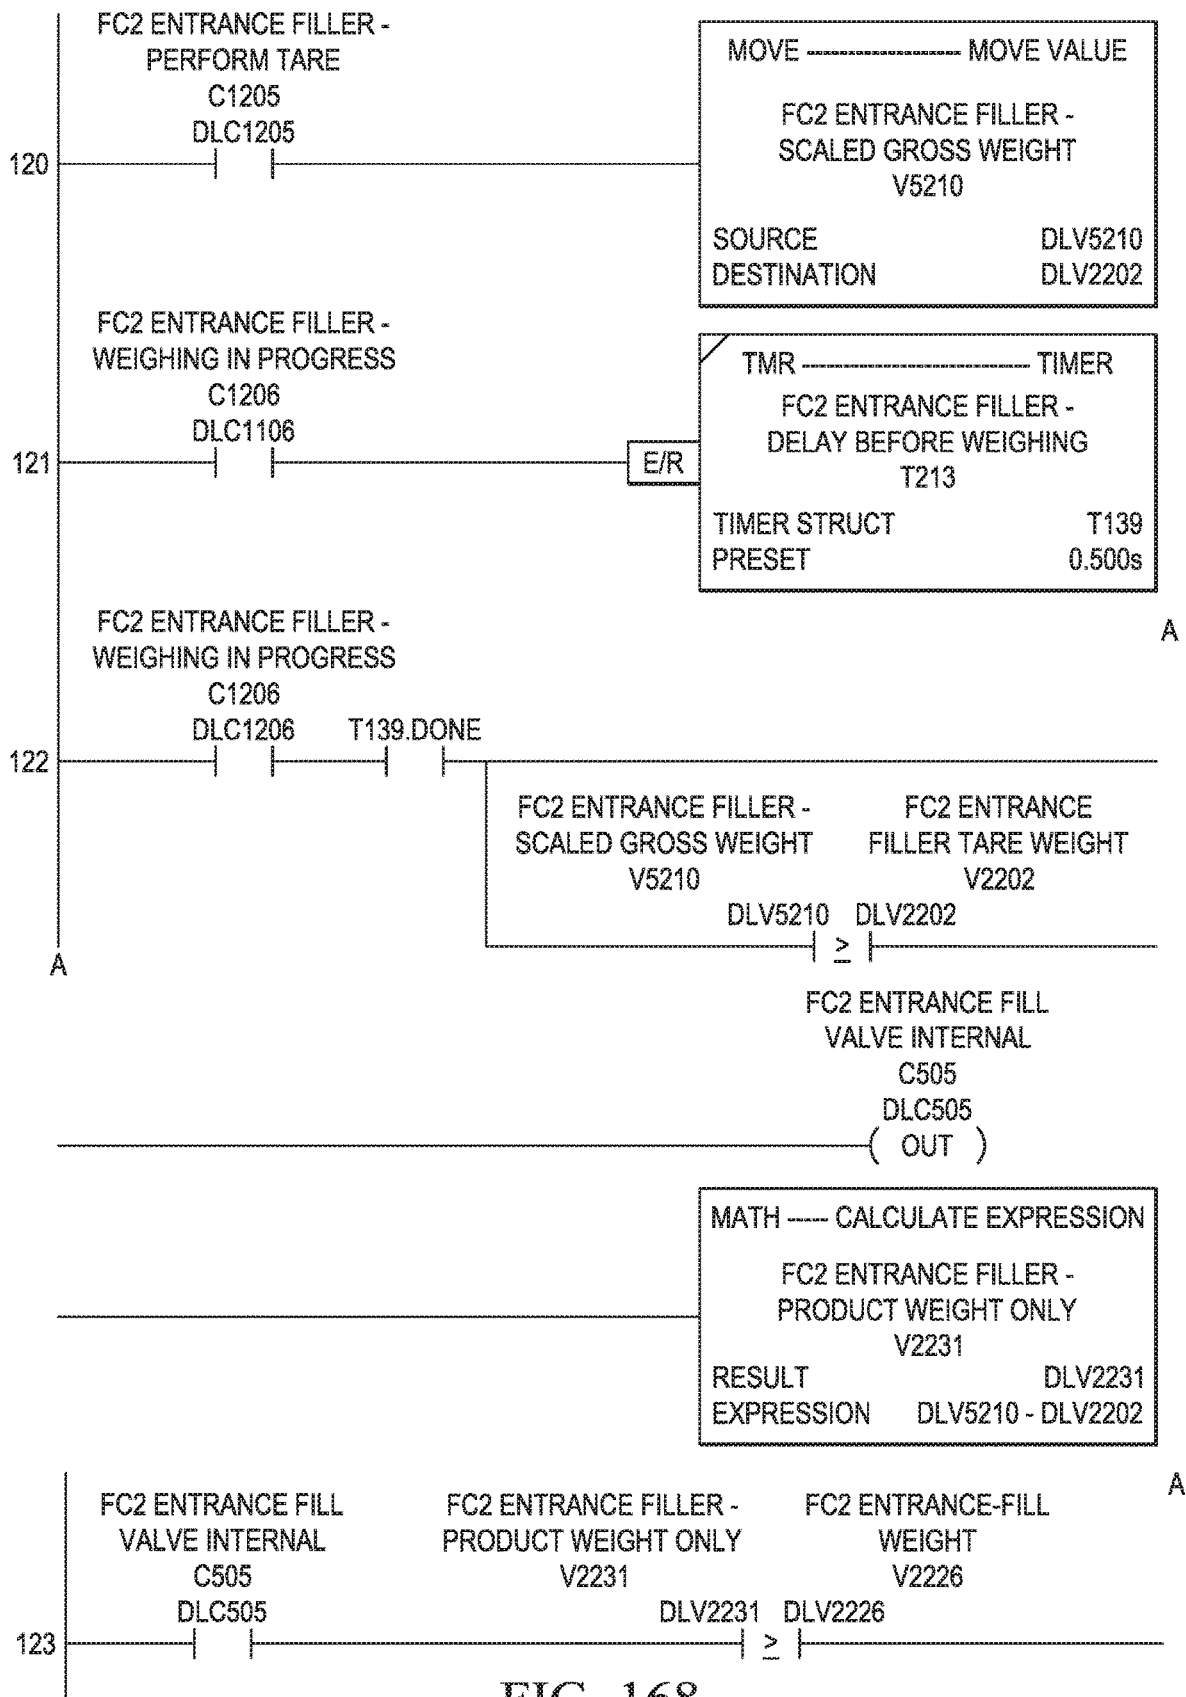 FC2 ENTRANCE FILLER -
PERFORM TARE
C1205
DLC1205
120
MOVE ---------------------- MOVE VALUE
FC2 ENTRANCE FILLER -
SCALED GROSS WEIGHT
V5210
SOURCE DLV5210
DESTINATION DLV2202
FC2 ENTRANCE FILLER -
WEIGHING IN PROGRESS
C1206
DLC1106
121
E/R
TMR -------------------------------- TIMER
FC2 ENTRANCE FILLER -
DELAY BEFORE WEIGHING
T213
TIMER STRUCT T139
PRESET 0.500s
A
FC2 ENTRANCE FILLER -
WEIGHING IN PROGRESS
C1206
DLC1206 T139.DONE
122
FC2 ENTRANCE FILLER -
SCALED GROSS WEIGHT
V5210
FC2 ENTRANCE
FILLER TARE WEIGHT
V2202
DLV5210 ≥ DLV2202
A
FC2 ENTRANCE FILL
VALVE INTERNAL
C505
DLC505
( OUT )
MATH ----- CALCULATE EXPRESSION
FC2 ENTRANCE FILLER -
PRODUCT WEIGHT ONLY
V2231
RESULT DLV2231
EXPRESSION DLV5210 - DLV2202
A
FC2 ENTRANCE FILL
VALVE INTERNAL
C505
DLC505
123
FC2 ENTRANCE FILLER -
PRODUCT WEIGHT ONLY
V2231
FC2 ENTRANCE-FILL
WEIGHT
V2226
DLV2231 ≥ DLV2226
FIG. 168